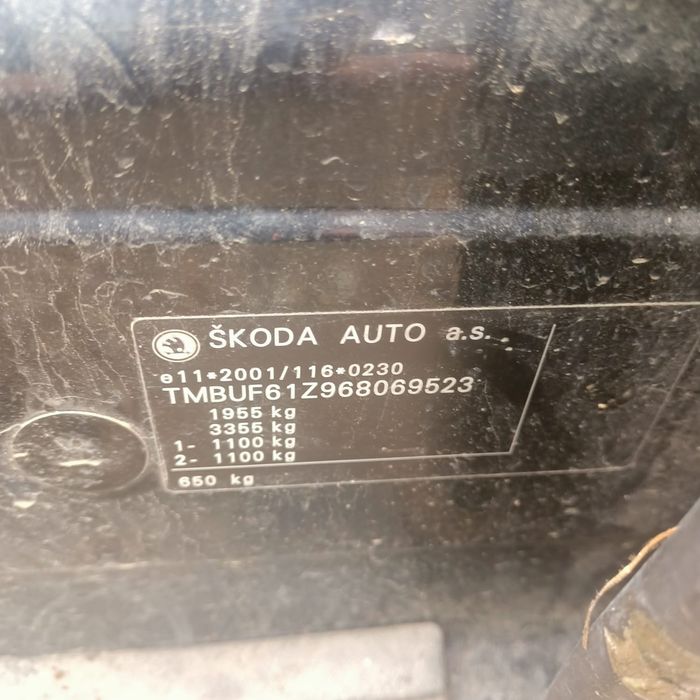 ŠKODA AUTO a.s.
e11*2001/116*0230
TMBUF61Z968069523
1955 kg
3355 kg
1- 1100 kg
2- 1100 kg
650 kg